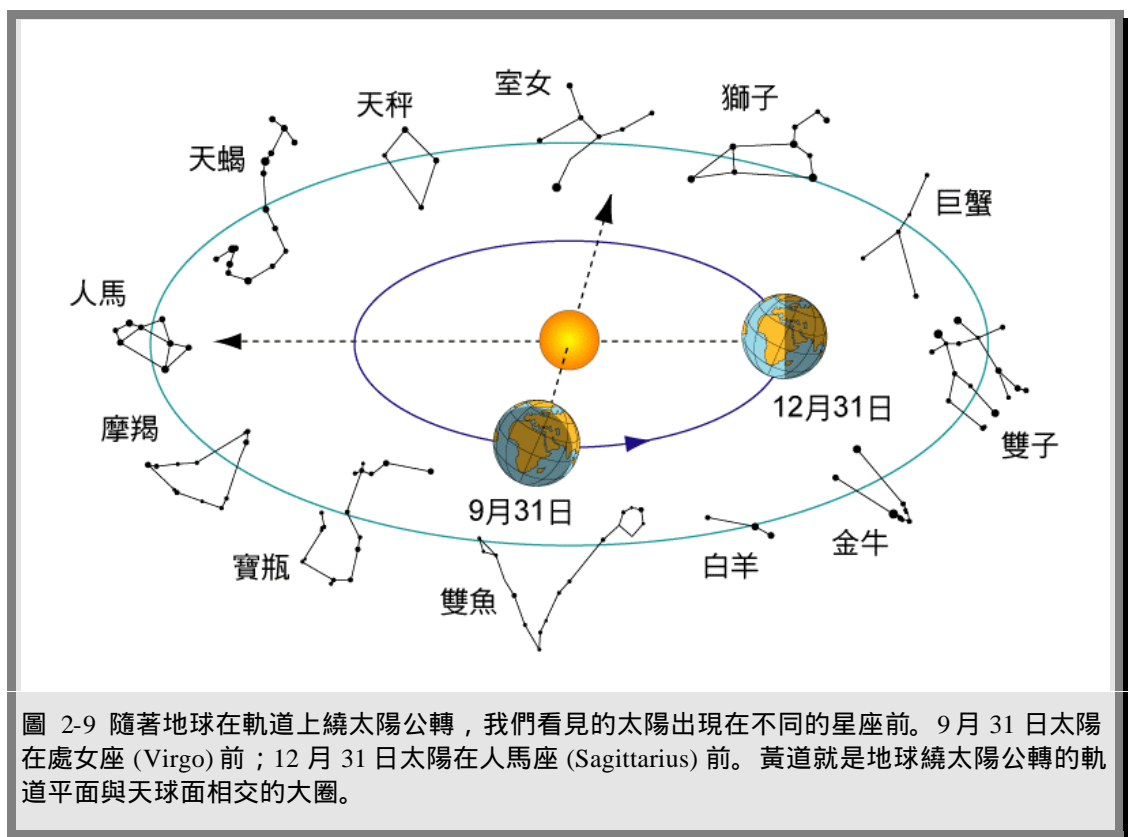 室女
獅子
天秤
天蠍
巨蟹
人馬
12月31日
摩羯
雙子
9月31日
金牛
寶瓶
白羊
雙魚
圖 2-9 隨著地球在軌道上繞太陽公轉，我們看見的太陽出現在不同的星座前。9 月 31 日太陽
在處女座 (Virgo) 前；12 月 31 日太陽在人馬座 (Sagittarius) 前。 黃道就是地球繞太陽公轉的軌
道平面與天球面相交的大圈。